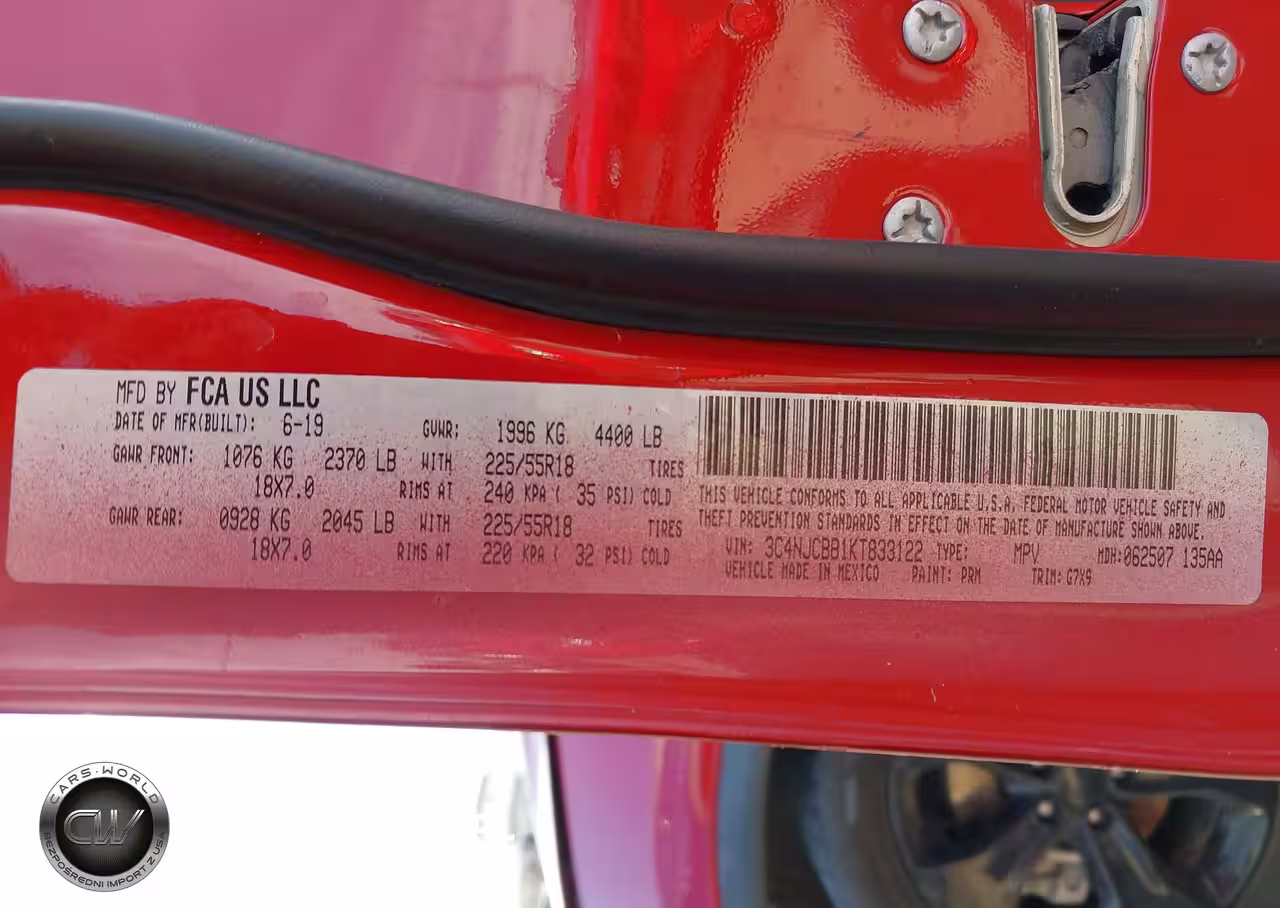 MFD BY FCA US LLC
DATE OF MFR(BUILT): 6-19 GVWR: 1996 KG 4400 LB
GAWR FRONT: 1076 KG 2370 LB WITH 225/55R18 TIRES
18X7.0 RIMS AT 240 KPA ( 35 PSI) COLD
GAWR REAR: 0928 KG 2045 LB WITH 225/55R18 TIRES
18X7.0 RIMS AT 220 KPA ( 32 PSI) COLD
THIS VEHICLE CONFORMS TO ALL APPLICABLE U.S.A. FEDERAL MOTOR VEHICLE SAFETY AND
THEFT PREVENTION STANDARDS IN EFFECT ON THE DATE OF MANUFACTURE SHOWN ABOVE.
VIN: 3C4NJCBB1KT833122 TYPE: MPV MDH:062507 135AA
VEHICLE MADE IN MEXICO PAINT: PRM TRIM: G7X9
CARS·WORLD
CW
BEZPOŚREDNI IMPORT Z USA